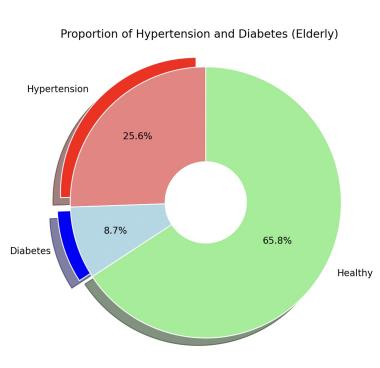 Proportion of Hypertension and Diabetes (Elderly)
Hypertension
25.6%
8.7%
Diabetes
65.8%
Healthy